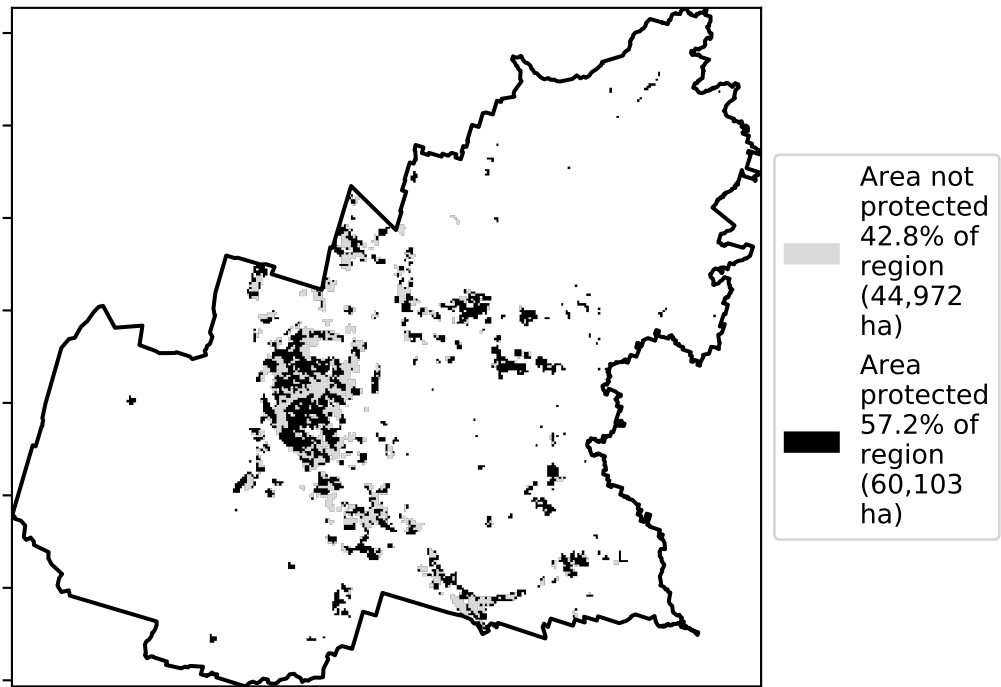 Area not
protected
42.8% of
region
(44,972
ha)
Area
protected
57.2% of
region
(60,103
ha)